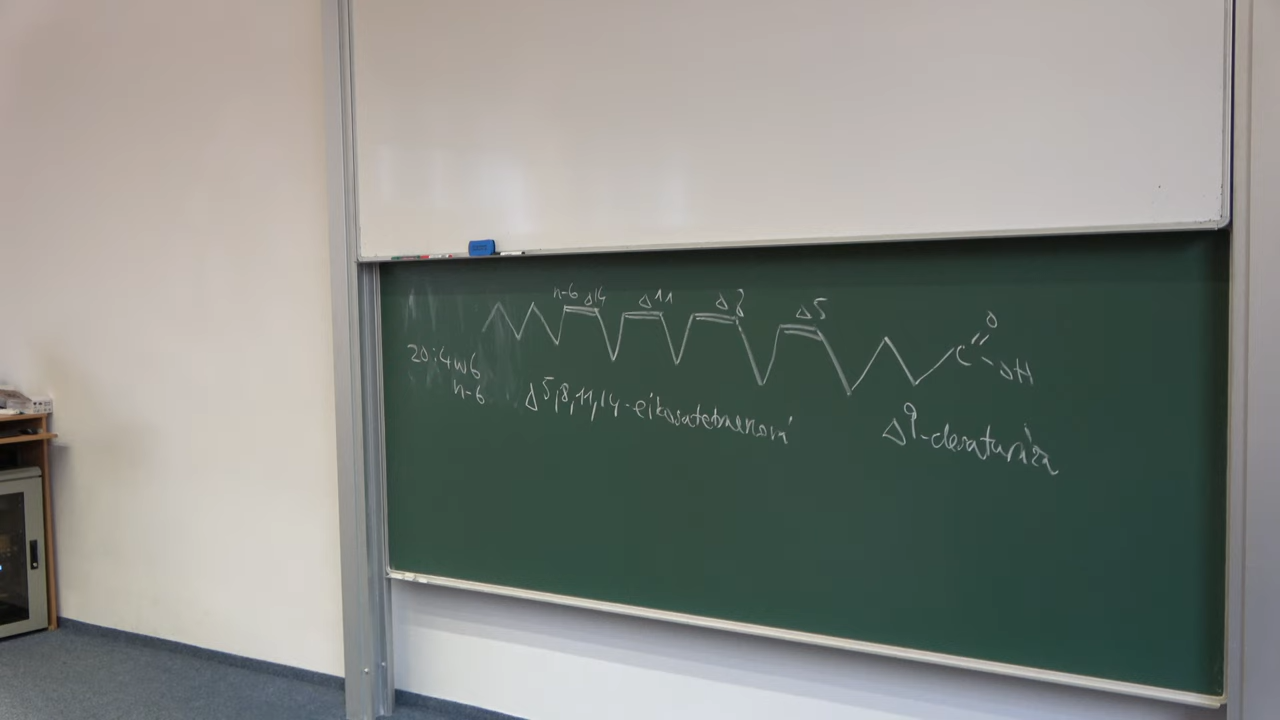 n-6 Δ14 Δ11 Δ8 Δ5
O
C
OH
20:4ω6
n-6
Δ5,8,11,14-eikosatetraenová
Δ9-desaturáza